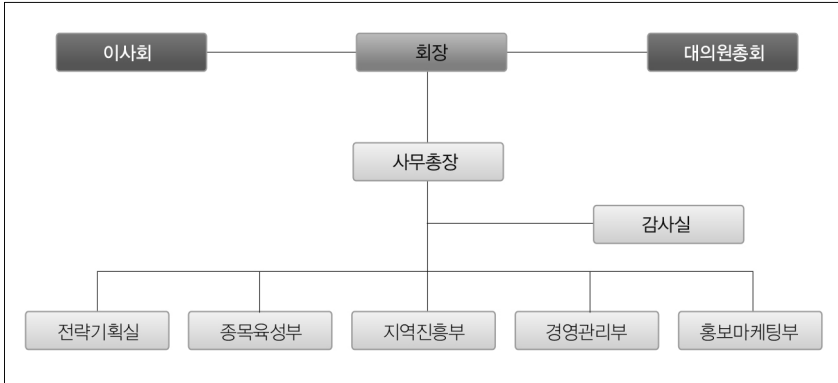 이사회
회장
대의원총회
사무총장
감사실
전략기획실
종목육성부
지역진흥부
경영관리부
홍보마케팅부